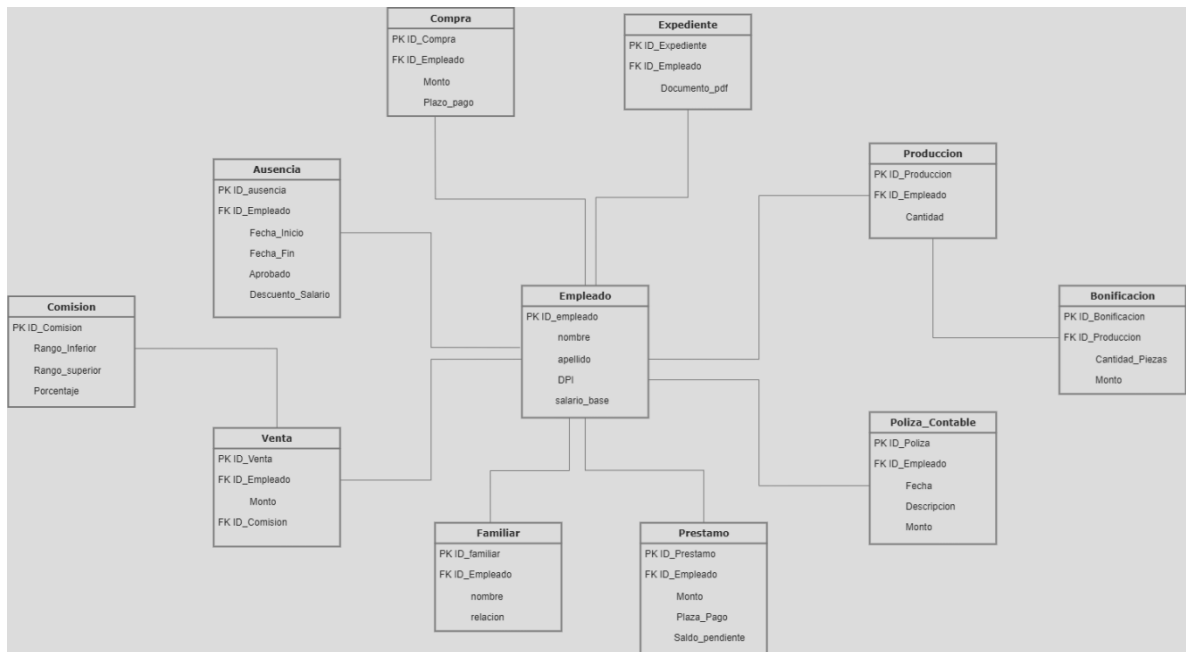 Compra
PK ID_Compra
FK ID_Empleado
Monto
Plazo_pago
Expediente
PK ID_Expediente
FK ID_Empleado
Documento_pdf
Produccion
PK ID_Produccion
FK ID_Empleado
Cantidad
Ausencia
PK ID_ausencia
FK ID_Empleado
Fecha_Inicio
Fecha_Fin
Aprobado
Descuento_Salario
Comision
PK ID_Comision
Rango_Inferior
Rango_superior
Porcentaje
Empleado
PK ID_empleado
nombre
apellido
DPI
salario_base
Bonificacion
PK ID_Bonificacion
FK ID_Produccion
Cantidad_Piezas
Monto
Venta
PK ID_Venta
FK ID_Empleado
Monto
FK ID_Comision
Poliza_Contable
PK ID_Poliza
FK ID_Empleado
Fecha
Descripcion
Monto
Familiar
PK ID_familiar
FK ID_Empleado
nombre
relacion
Prestamo
PK ID_Prestamo
FK ID_Empleado
Monto
Plaza_Pago
Saldo_pendiente